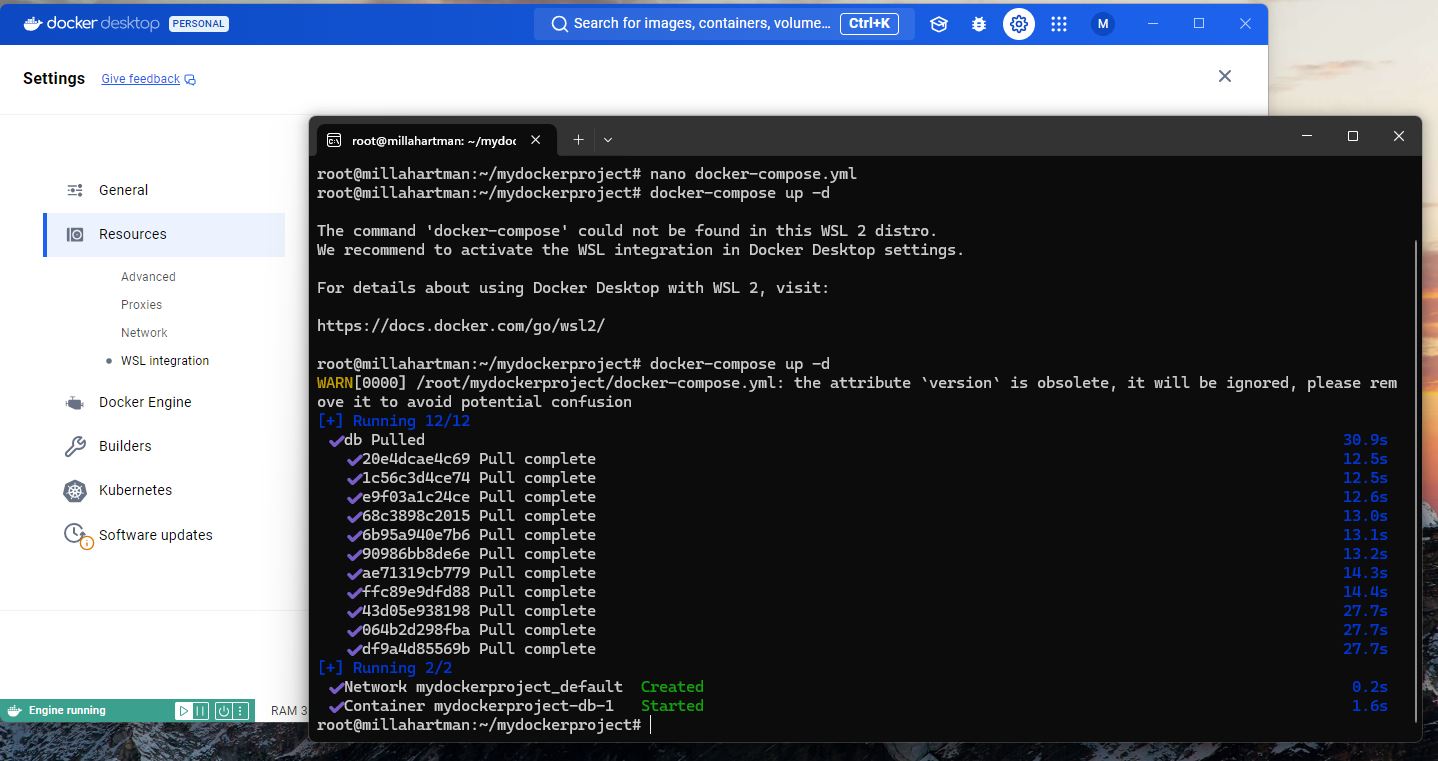 docker desktop PERSONAL
Search for images, containers, volume... Ctrl+K
M
Settings Give feedback
General
Resources
Advanced
Proxies
Network
WSL integration
Docker Engine
Builders
Kubernetes
Software updates
Engine running
RAM 3
root@millahartman: ~/mydoc
root@millahartman:~/mydockerproject# nano docker-compose.yml
root@millahartman:~/mydockerproject# docker-compose up -d
The command 'docker-compose' could not be found in this WSL 2 distro.
We recommend to activate the WSL integration in Docker Desktop settings.
For details about using Docker Desktop with WSL 2, visit:
https://docs.docker.com/go/wsl2/
root@millahartman:~/mydockerproject# docker-compose up -d
WARN[0000] /root/mydockerproject/docker-compose.yml: the attribute `version` is obsolete, it will be ignored, please rem
ove it to avoid potential confusion
[+] Running 12/12
✔db Pulled 30.9s
✔20e4dcae4c69 Pull complete 12.5s
✔1c56c3d4ce74 Pull complete 12.5s
✔e9f03a1c24ce Pull complete 12.6s
✔68c3898c2015 Pull complete 13.0s
✔6b95a940e7b6 Pull complete 13.1s
✔90986bb8de6e Pull complete 13.2s
✔ae71319cb779 Pull complete 14.3s
✔ffc89e9dfd88 Pull complete 14.4s
✔43d05e938198 Pull complete 27.7s
✔064b2d298fba Pull complete 27.7s
✔df9a4d85569b Pull complete 27.7s
[+] Running 2/2
✔Network mydockerproject_default Created 0.2s
✔Container mydockerproject-db-1 Started 1.6s
root@millahartman:~/mydockerproject#